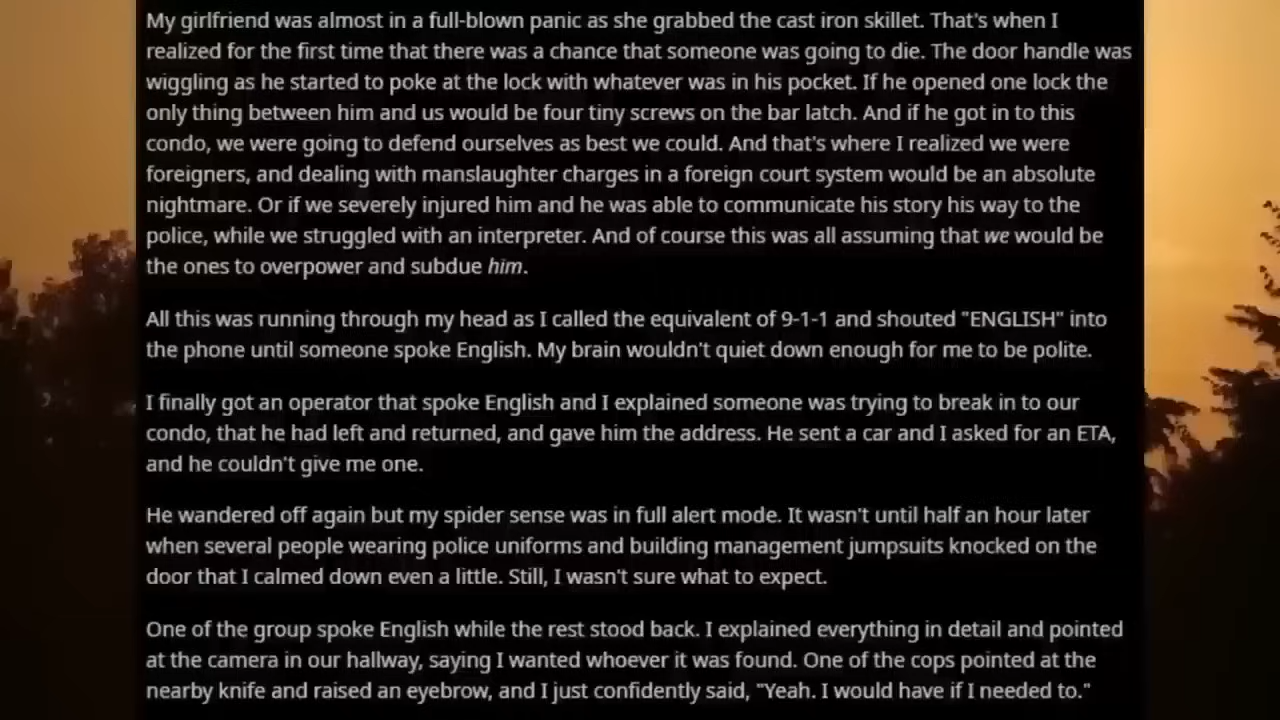 My girlfriend was almost in a full-blown panic as she grabbed the cast iron skillet. That's when I
realized for the first time that there was a chance that someone was going to die. The door handle was
wiggling as he started to poke at the lock with whatever was in his pocket. If he opened one lock the
only thing between him and us would be four tiny screws on the bar latch. And if he got in to this
condo, we were going to defend ourselves as best we could. And that's where I realized we were
foreigners, and dealing with manslaughter charges in a foreign court system would be an absolute
nightmare. Or if we severely injured him and he was able to communicate his story his way to the
police, while we struggled with an interpreter. And of course this was all assuming that we would be
the ones to overpower and subdue him.
All this was running through my head as I called the equivalent of 9-1-1 and shouted "ENGLISH" into
the phone until someone spoke English. My brain wouldn't quiet down enough for me to be polite.
I finally got an operator that spoke English and I explained someone was trying to break in to our
condo, that he had left and returned, and gave him the address. He sent a car and I asked for an ETA,
and he couldn't give me one.
He wandered off again but my spider sense was in full alert mode. It wasn't until half an hour later
when several people wearing police uniforms and building management jumpsuits knocked on the
door that I calmed down even a little. Still, I wasn't sure what to expect.
One of the group spoke English while the rest stood back. I explained everything in detail and pointed
at the camera in our hallway, saying I wanted whoever it was found. One of the cops pointed at the
nearby knife and raised an eyebrow, and I just confidently said, "Yeah. I would have if I needed to."